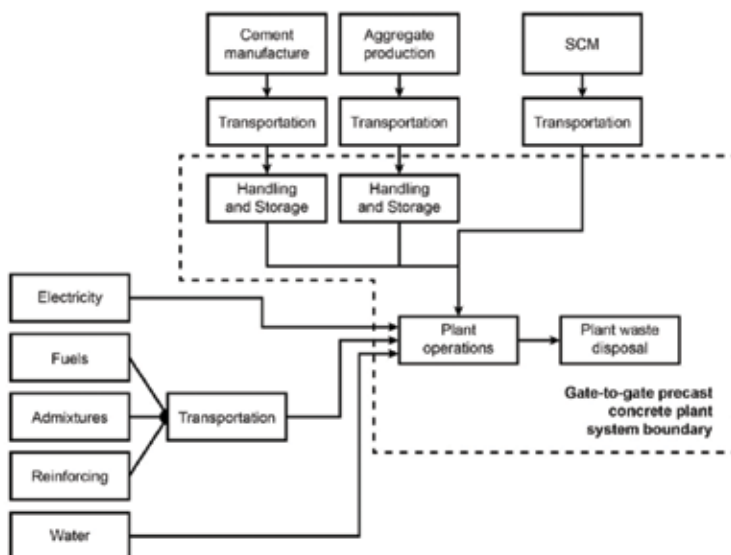 Cement
manufacture
Aggregate
production
SCM
Transportation
Transportation
Transportation
Handling
and Storage
Handling
and Storage
Electricity
Fuels
Admixtures
Reinforcing
Water
Transportation
Plant
operations
Plant waste
disposal
Gate-to-gate precast
concrete plant
system boundary